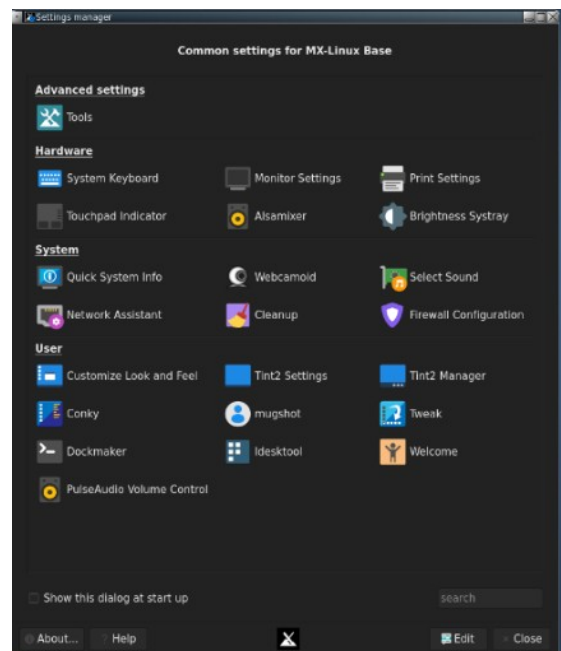 Settings manager
Common settings for MX-Linux Base
Advanced settings
Tools
Hardware
System Keyboard Monitor Settings Print Settings
Touchpad Indicator Alsamixer Brightness Systray
System
Quick System Info Webcamoid Select Sound
Network Assistant Cleanup Firewall Configuration
User
Customize Look and Feel Tint2 Settings Tint2 Manager
Conky mugshot Tweak
Dockmaker Idesktool Welcome
PulseAudio Volume Control
Show this dialog at start up search
About... Help Edit Close